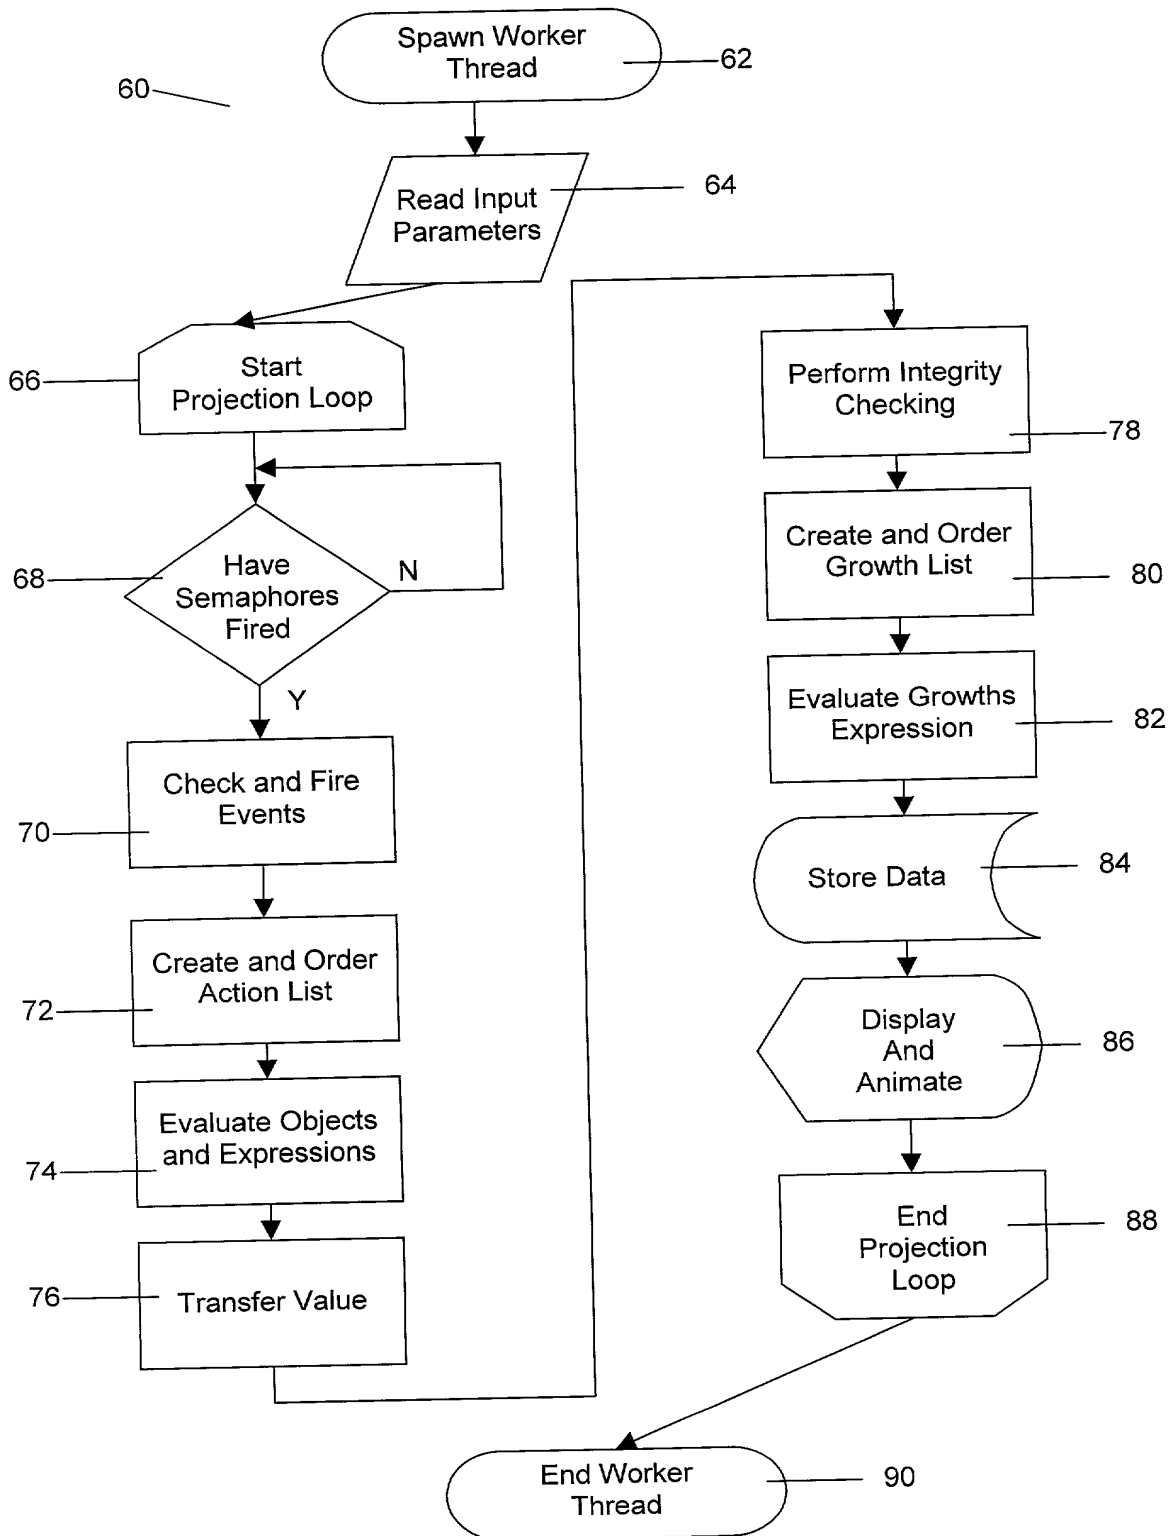 Spawn Worker
Thread
62
60
Read Input
Parameters
64
Start
Projection Loop
66
Have
Semaphores
Fired
68
N
Y
Check and Fire
Events
70
Create and Order
Action List
72
Evaluate Objects
and Expressions
74
Transfer Value
76
Perform Integrity
Checking
78
Create and Order
Growth List
80
Evaluate Growths
Expression
82
Store Data
84
Display
And
Animate
86
End
Projection
Loop
88
End Worker
Thread
90